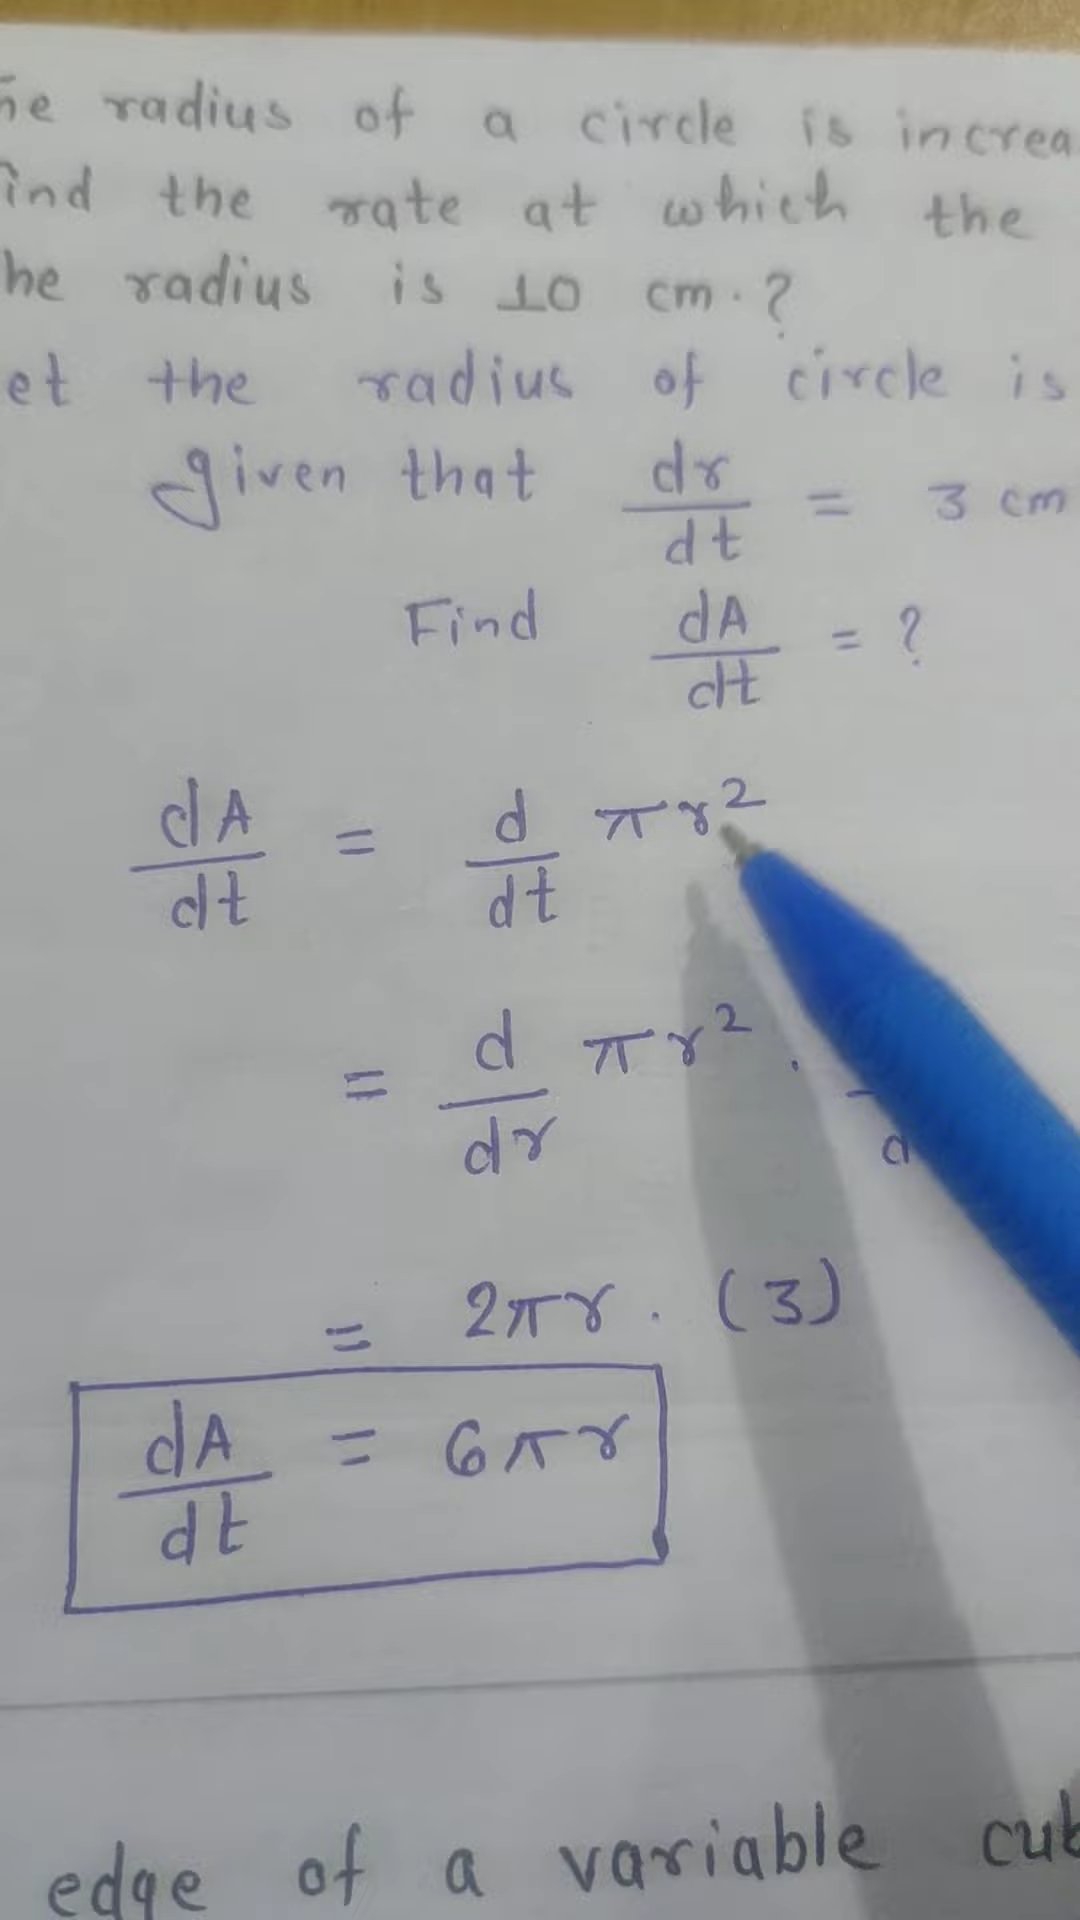 he radius of a circle is increa
ind the rate at which the
he radius is 10 cm.?
et the radius of circle is
given that dr/dt = 3 cm
Find dA/dt = ?
dA/dt = d/dt πr²
= d/dr πr² . 
= 2πr . (3)
dA/dt = 6πr
edge of a variable cub